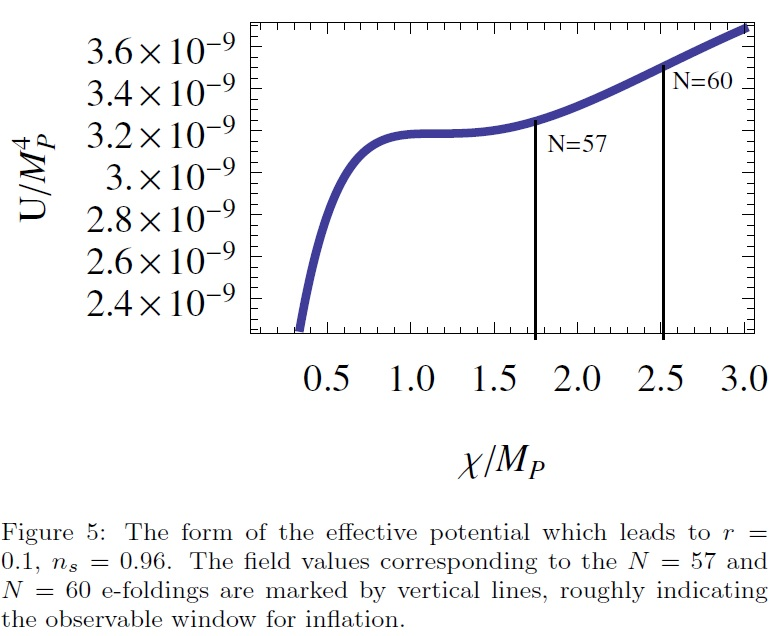 3.6×10⁻⁹
3.4×10⁻⁹
3.2×10⁻⁹
3.×10⁻⁹
2.8×10⁻⁹
2.6×10⁻⁹
2.4×10⁻⁹
U/M_P^4
N=60
N=57
0.5 1.0 1.5 2.0 2.5 3.0
χ/M_P
Figure 5: The form of the effective potential which leads to r =
0.1, n_s = 0.96. The field values corresponding to the N = 57 and
N = 60 e-foldings are marked by vertical lines, roughly indicating
the observable window for inflation.